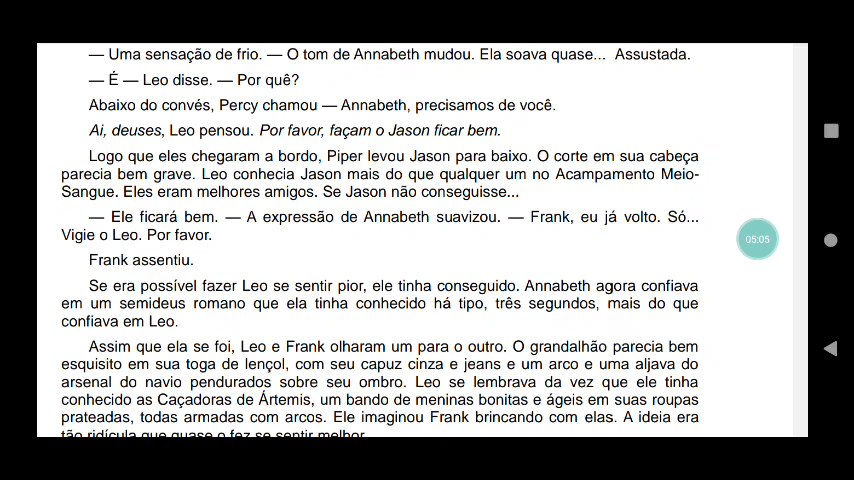 — Uma sensação de frio. — O tom de Annabeth mudou. Ela soava quase... Assustada.
— É — Leo disse. — Por quê?
Abaixo do convés, Percy chamou — Annabeth, precisamos de você.
Ai, deuses, Leo pensou. Por favor, façam o Jason ficar bem.
Logo que eles chegaram a bordo, Piper levou Jason para baixo. O corte em sua cabeça
parecia bem grave. Leo conhecia Jason mais do que qualquer um no Acampamento Meio-
Sangue. Eles eram melhores amigos. Se Jason não conseguisse...
— Ele ficará bem. — A expressão de Annabeth suavizou. — Frank, eu já volto. Só...
Vigie o Leo. Por favor.
Frank assentiu.
Se era possível fazer Leo se sentir pior, ele tinha conseguido. Annabeth agora confiava
em um semideus romano que ela tinha conhecido há tipo, três segundos, mais do que
confiava em Leo.
Assim que ela se foi, Leo e Frank olharam um para o outro. O grandalhão parecia bem
esquisito em sua toga de lençol, com seu capuz cinza e jeans e um arco e uma aljava do
arsenal do navio pendurados sobre seu ombro. Leo se lembrava da vez que ele tinha
conhecido as Caçadoras de Ártemis, um bando de meninas bonitas e ágeis em suas roupas
prateadas, todas armadas com arcos. Ele imaginou Frank brincando com elas. A ideia era
tão ridícula que quase o fez se sentir melhor.
05:05